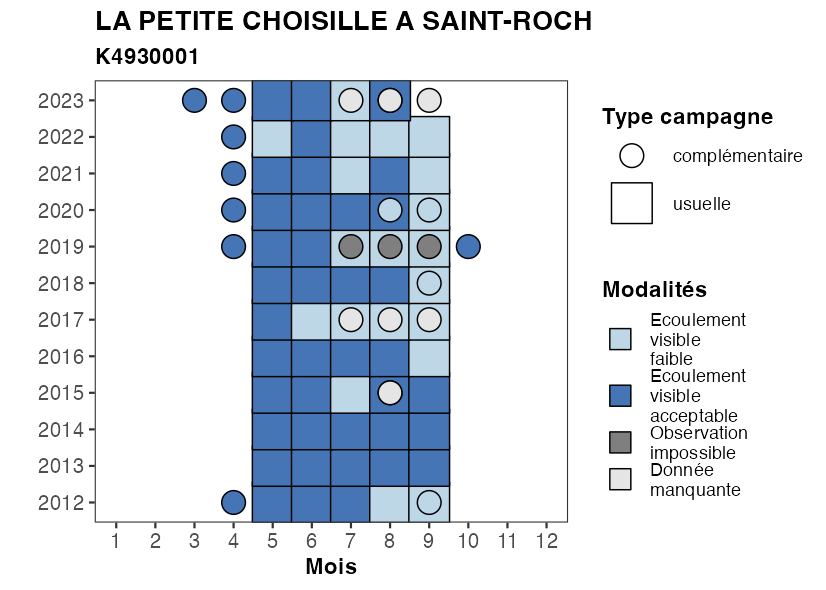 LA PETITE CHOISILLE A SAINT-ROCH
K4930001
2023
2022
2021
2020
2019
2018
2017
2016
2015
2014
2013
2012
1 2 3 4 5 6 7 8 9 10 11 12
Mois
Type campagne
complémentaire
usuelle
Modalités
Ecoulement
visible
faible
Ecoulement
visible
acceptable
Observation
impossible
Donnée
manquante